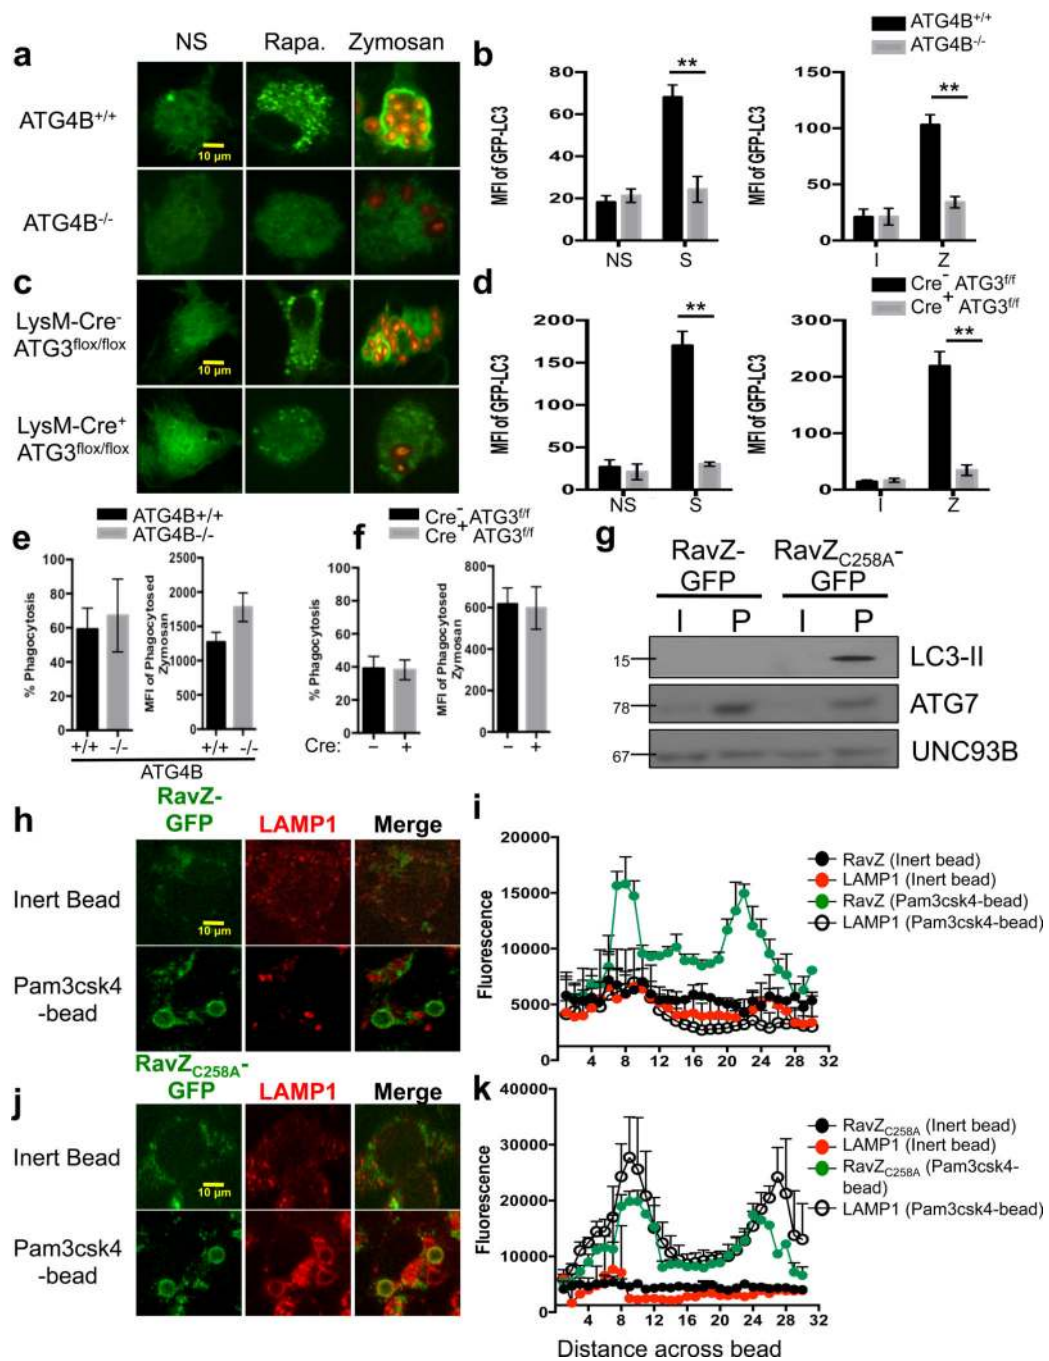 a
NS Rapa. Zymosan
ATG4B+/+
10 µm
ATG4B-/-
b
ATG4B+/+
ATG4B-/-
MFI of GFP-LC3
80
60
40
20
0
**
NS S
MFI of GFP-LC3
150
100
50
0
**
I Z
c
LysM-Cre-
ATG3flox/flox
10 µm
LysM-Cre+
ATG3flox/flox
d
Cre- ATG3f/f
Cre+ ATG3f/f
MFI of GFP-LC3
200
150
100
50
0
**
NS S
MFI of GFP-LC3
300
200
100
0
**
I Z
e
ATG4B+/+
ATG4B-/-
% Phagocytosis
100
80
60
40
20
0
+/+ -/-
MFI of Phagocytosed
Zymosan
2500
2000
1500
1000
500
0
+/+ -/-
ATG4B
f
Cre- ATG3f/f
Cre+ ATG3f/f
% Phagocytosis
100
80
60
40
20
0
Cre: – +
MFI of Phagocytosed
Zymosan
800
600
400
200
0
– +
g
RavZ-
GFP
RavZC258A-
GFP
I P I P
15 LC3-II
78 ATG7
67 UNC93B
h
RavZ-
GFP
LAMP1 Merge
Inert Bead
10 µm
Pam3csk4
-bead
i
Fluorescence
20000
15000
10000
5000
0
4 8 12 16 20 24 28 32
RavZ (Inert bead)
LAMP1 (Inert bead)
RavZ (Pam3csk4-bead)
LAMP1 (Pam3csk4-bead)
j
RavZC258A-
GFP
LAMP1 Merge
Inert Bead
10 µm
Pam3csk4
-bead
k
Fluorescence
40000
30000
20000
10000
0
4 8 12 16 20 24 28 32
Distance across bead
RavZC258A (Inert bead)
LAMP1 (Inert bead)
RavZC258A (Pam3csk4-
bead)
LAMP1 (Pam3csk4-bead)